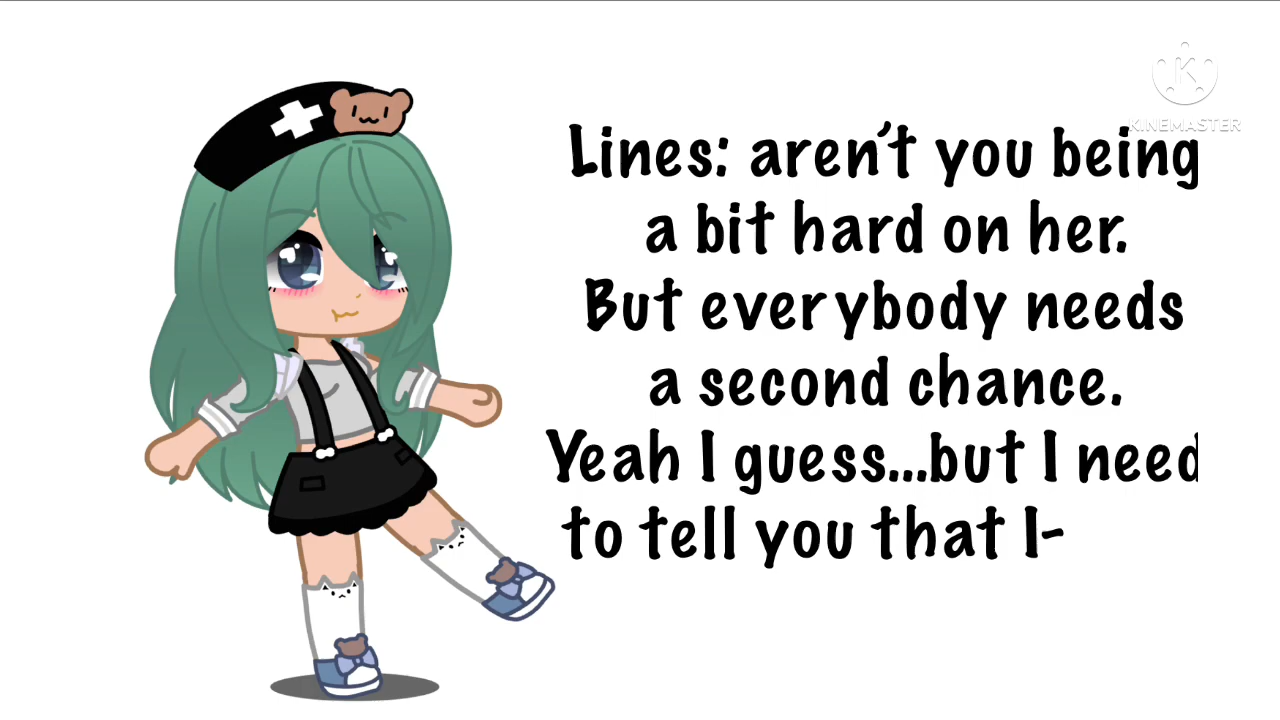 KINEMASTER
Lines: aren't you being
a bit hard on her.
But everybody needs
a second chance.
Yeah I guess...but I need
to tell you that I-